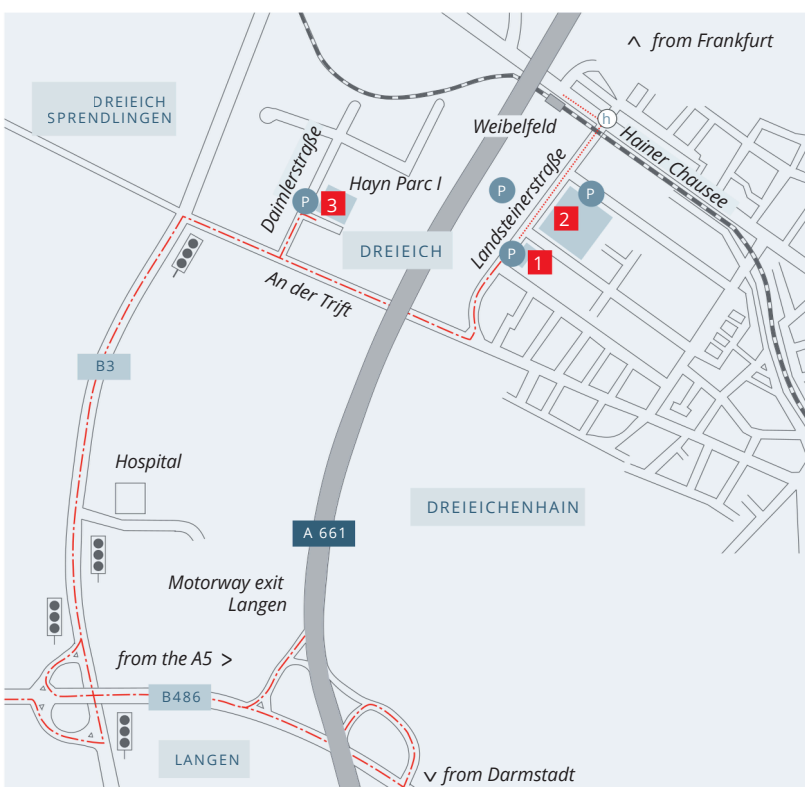 ^ from Frankfurt
DREIEICH
SPRENDLINGEN
Weibelfeld
h
Hainer Chausee
Daimlerstraße
Hayn Parc I
P
P
P
3
2
Landsteinerstraße
DREIEICH
P
1
An der Trift
B3
Hospital
DREIEICHENHAIN
A 661
Motorway exit
Langen
from the A5 >
B486
LANGEN
v from Darmstadt